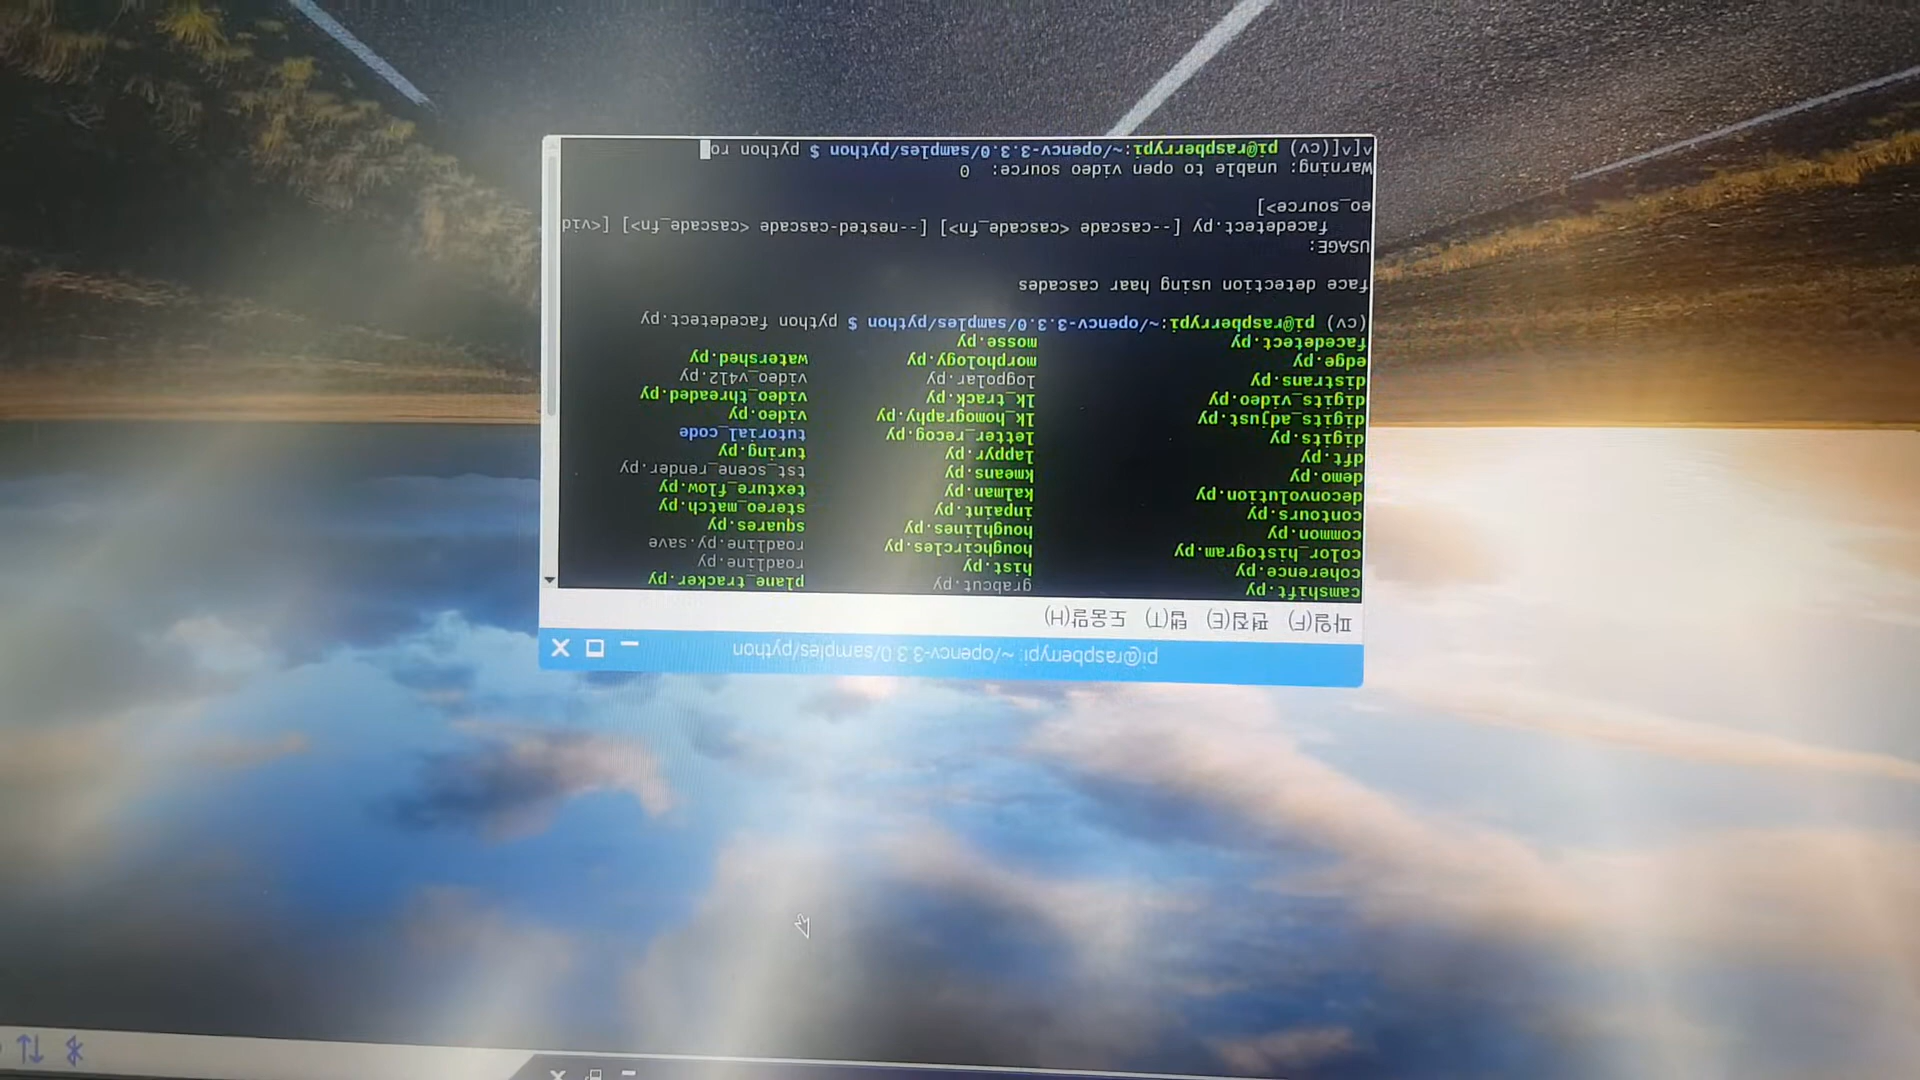 pi@raspberrypi: ~/opencv-3.3.0/samples/python
파일(F) 편집(E) 탭(T) 도움말(H)
camshift.py grabcut.py plane_tracker.py
coherence.py hist.py roadline.py
color_histogram.py houghcircles.py roadline.py.save
common.py houghlines.py squares.py
contours.py inpaint.py stereo_match.py
deconvolution.py kalman.py texture_flow.py
demo.py kmeans.py tst_scene_render.py
dft.py lappyr.py turing.py
digits.py letter_recog.py tutorial_code
digits_adjust.py lk_homography.py video.py
digits_video.py lk_track.py video_threaded.py
distrans.py logpolar.py video_v4l2.py
edge.py morphology.py watershed.py
facedetect.py mosse.py
(cv) pi@raspberrypi:~/opencv-3.3.0/samples/python $ python facedetect.py
face detection using haar cascades
USAGE:
facedetect.py [--cascade <cascade_fn>] [--nested-cascade <cascade_fn>] [<vid
eo_source>]
Warning: unable to open video source: 0
^[^[(cv) pi@raspberrypi:~/opencv-3.3.0/samples/python $ python ro